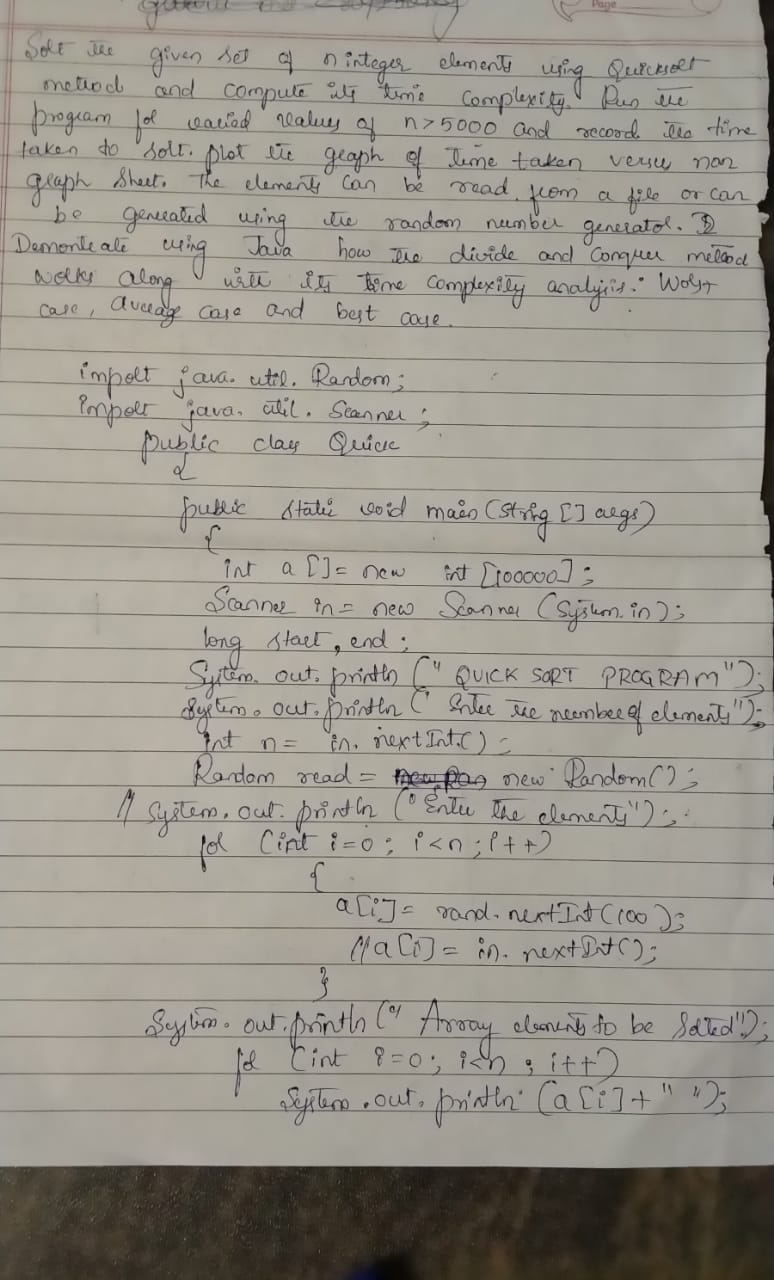 Page
Sort the given set of n integer elements using Quicksort
method and compute its time complexity. Run the
program for varied values of n>5000 and record the time
taken to sort. plot the graph of time taken versus n on
graph sheet. The elements can be read from a file or can
be generated using the random number generator.
Demonstrate using Java how the divide and Conquer method
works along with its time complexity analysis: Worst
case, average case and best case.
import java. util. Random;
import java. util. Scanner;
public class Quick
{
public static void main (String [] args)
{
int a []= new int [100000];
Scanner in = new Scanner (System.in);
long start, end;
System. out. println (" QUICK SORT PROGRAM");
System. out. println (" Enter the number of elements");
int n = in. nextInt();
Random read = new Random();
// System. out. println ("Enter the elements");
for (int i=0; i<n; i++)
{
a[i] = rand. nextInt(100);
//a[i] = in. nextInt();
}
System. out. println (" Array elements to be sorted");
for (int i=0; i<n; i++)
System. out. println (a[i]+" ");